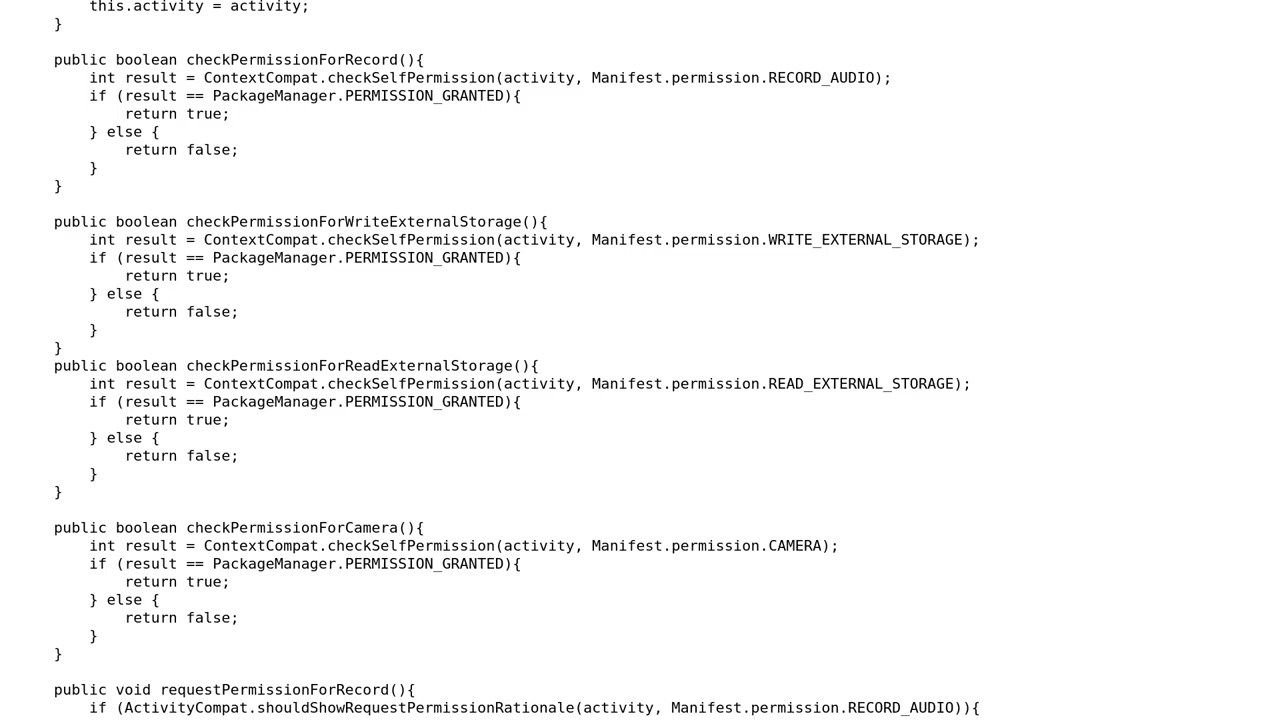 this.activity = activity;
}
public boolean checkPermissionForRecord(){
int result = ContextCompat.checkSelfPermission(activity, Manifest.permission.RECORD_AUDIO);
if (result == PackageManager.PERMISSION_GRANTED){
return true;
} else {
return false;
}
}
public boolean checkPermissionForWriteExternalStorage(){
int result = ContextCompat.checkSelfPermission(activity, Manifest.permission.WRITE_EXTERNAL_STORAGE);
if (result == PackageManager.PERMISSION_GRANTED){
return true;
} else {
return false;
}
}
public boolean checkPermissionForReadExternalStorage(){
int result = ContextCompat.checkSelfPermission(activity, Manifest.permission.READ_EXTERNAL_STORAGE);
if (result == PackageManager.PERMISSION_GRANTED){
return true;
} else {
return false;
}
}
public boolean checkPermissionForCamera(){
int result = ContextCompat.checkSelfPermission(activity, Manifest.permission.CAMERA);
if (result == PackageManager.PERMISSION_GRANTED){
return true;
} else {
return false;
}
}
public void requestPermissionForRecord(){
if (ActivityCompat.shouldShowRequestPermissionRationale(activity, Manifest.permission.RECORD_AUDIO)){